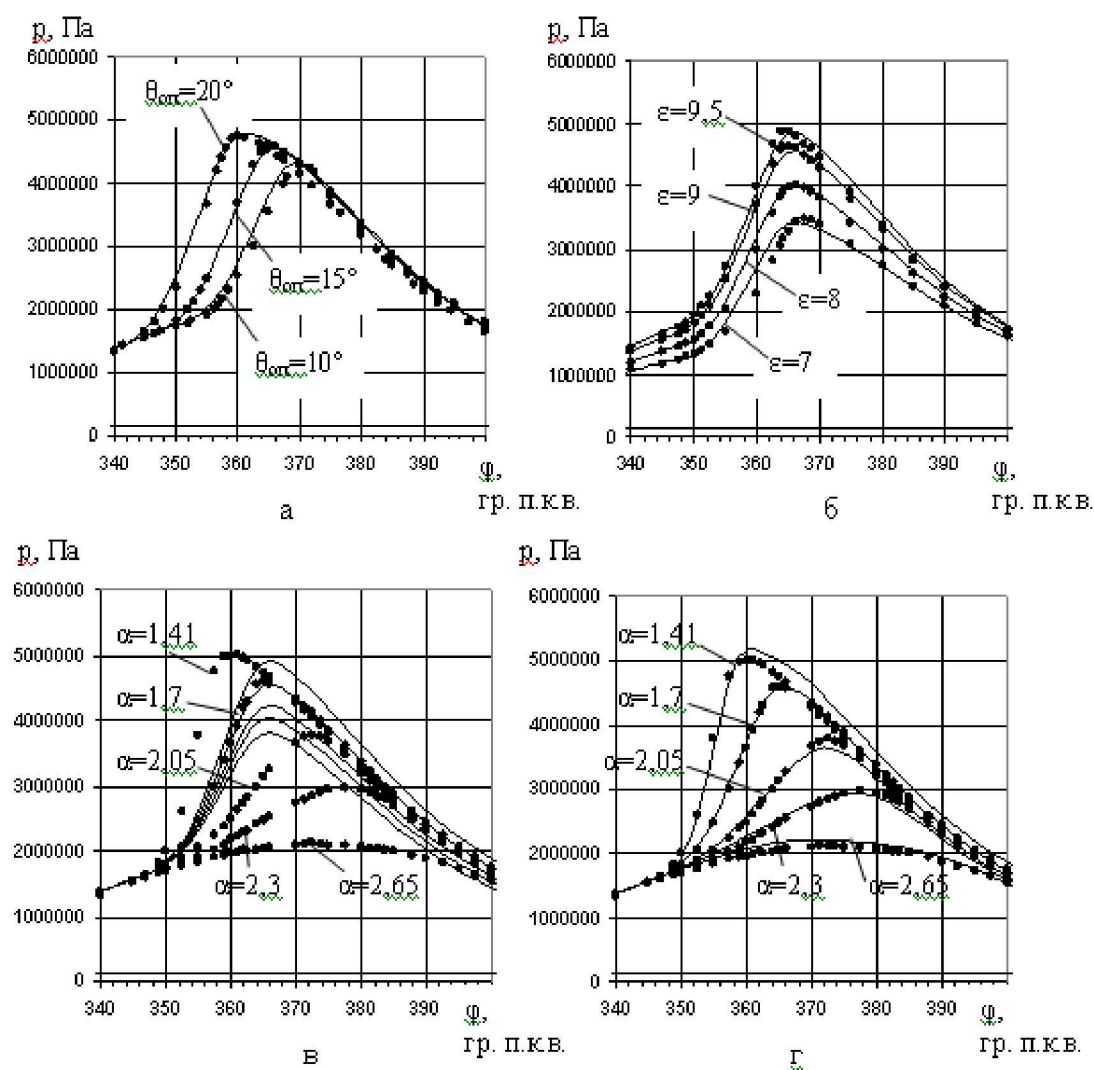 p, Па
6000000
5000000
4000000
3000000
2000000
1000000
0
θоп=20°
θоп=15°
θоп=10°
340 350 360 370 380 390
φ,
гр. п.к.в.
а
p, Па
6000000
5000000
4000000
3000000
2000000
1000000
0
ε=9,5
ε=9
ε=8
ε=7
340 350 360 370 380 390
φ,
гр. п.к.в.
б
p, Па
6000000
5000000
4000000
3000000
2000000
1000000
0
α=1,41
α=1,7
α=2,05
α=2,3 α=2,65
340 350 360 370 380 390
φ,
гр. п.к.в.
в
p, Па
6000000
5000000
4000000
3000000
2000000
1000000
0
α=1,41
α=1,7
α=2,05
α=2,3 α=2,65
340 350 360 370 380 390
φ,
гр. п.к.в.
г